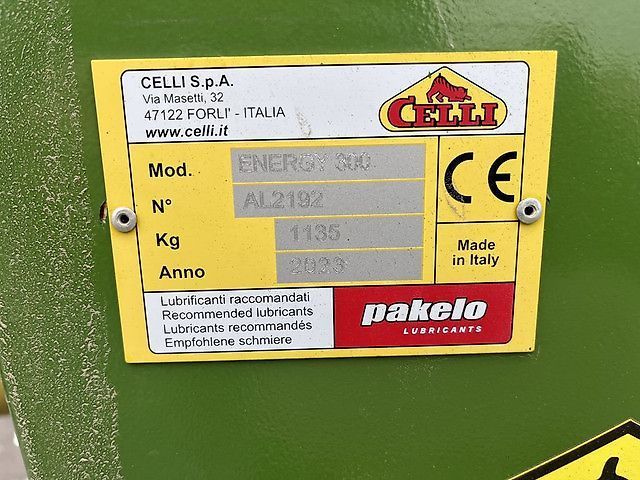 CELLI S.p.A.
Via Masetti, 32
47122 FORLI' - ITALIA
www.celli.it
CELLI
Mod. ENERGY 300
N° AL2192
Kg 1135
Anno 2023
CE
Made
in Italy
Lubrificanti raccomandati
Recommended lubricants
Lubricants recommandés
Empfohlene schmiere
pakelo
LUBRICANTS